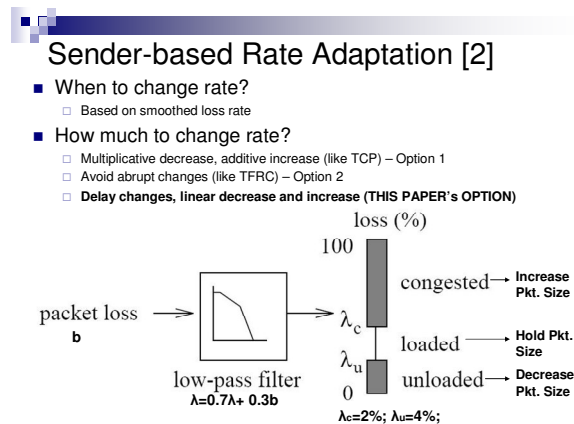 Sender-based Rate Adaptation [2]
When to change rate?
Based on smoothed loss rate
How much to change rate?
Multiplicative decrease, additive increase (like TCP) – Option 1
Avoid abrupt changes (like TFRC) – Option 2
Delay changes, linear decrease and increase (THIS PAPER's OPTION)
loss (%)
100
congested
Increase
Pkt. Size
packet loss
b
λc
loaded
Hold Pkt.
Size
λu
unloaded
Decrease
Pkt. Size
0
low-pass filter
λ=0.7λ+ 0.3b
λc=2%; λu=4%;